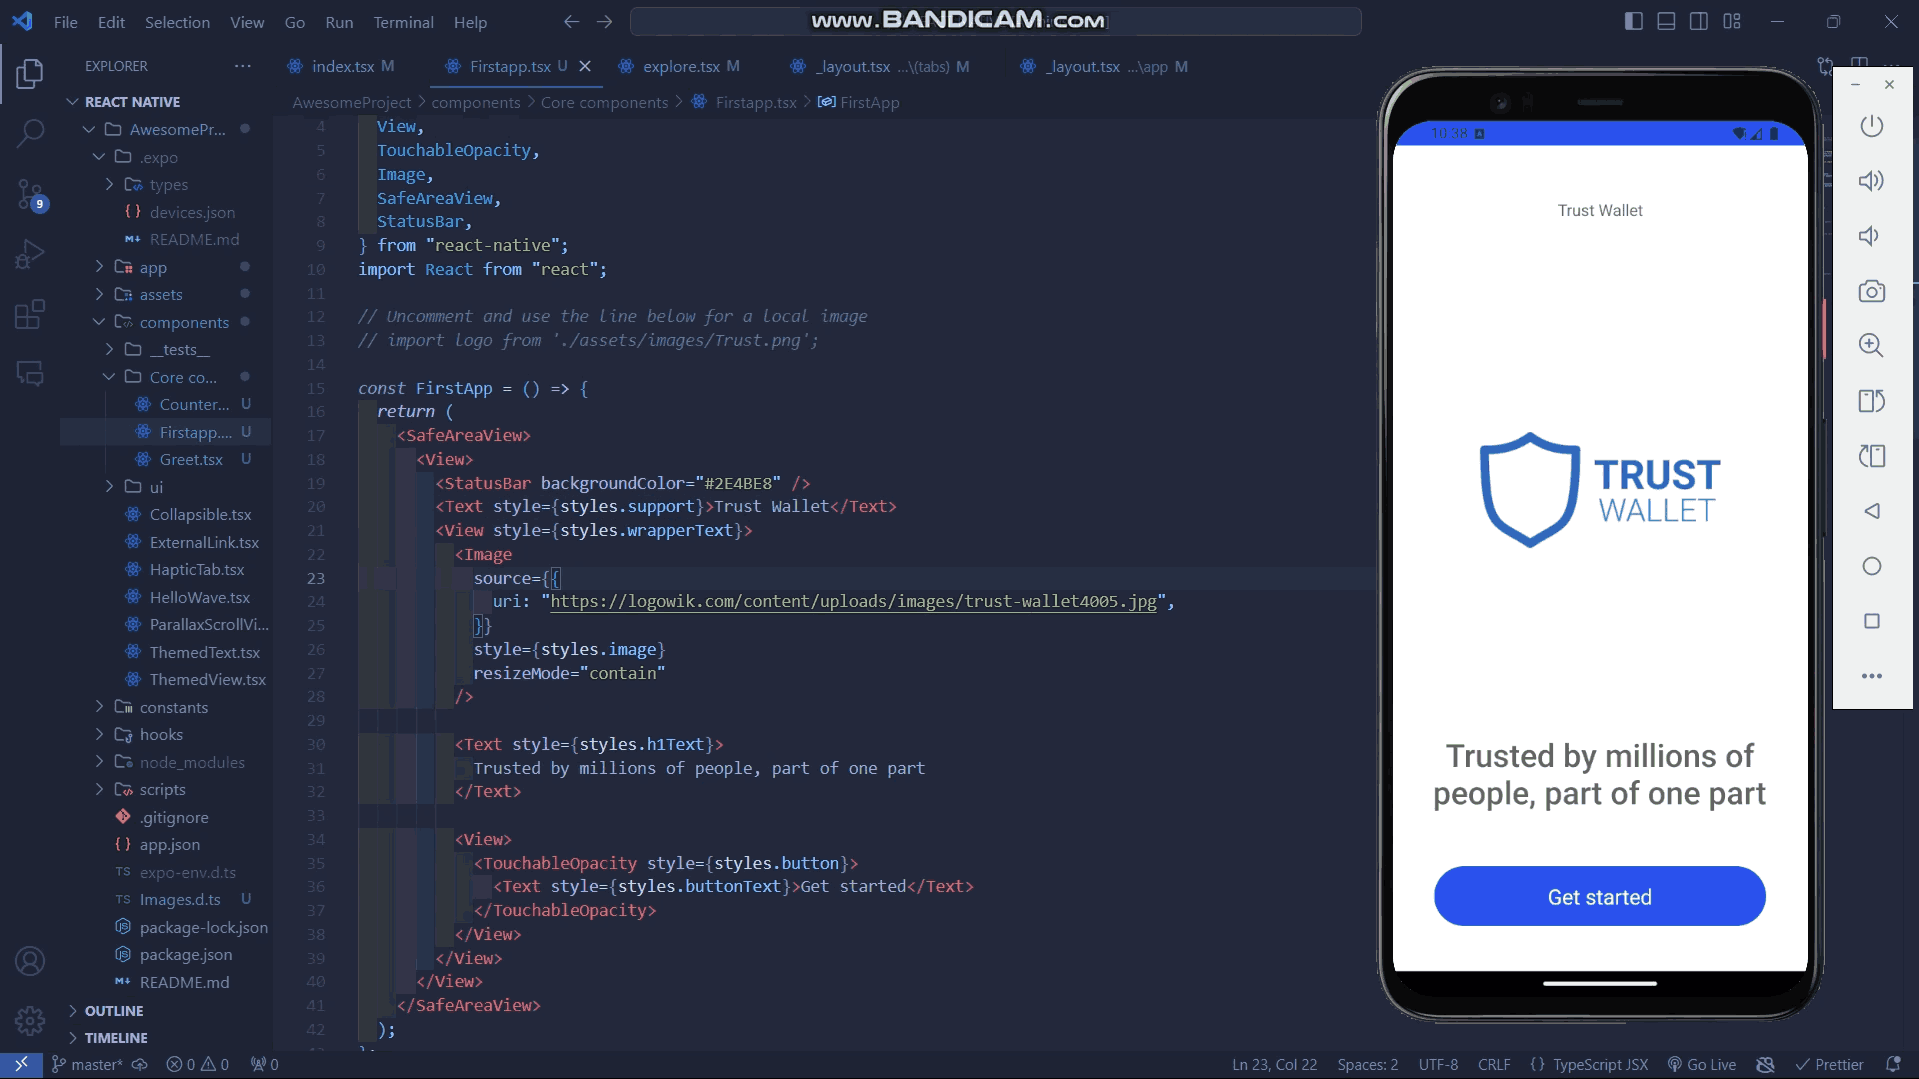 File Edit Selection View Go Run Terminal Help
www.BANDICAM.com
EXPLORER
index.tsx M
Firstapp.tsx U
explore.tsx M
_layout.tsx ...\(tabs) M
_layout.tsx ...\app M
AwesomeProject > components > Core components > Firstapp.tsx > FirstApp
REACT NATIVE
AwesomePr...
.expo
types
devices.json
README.md
app
assets
components
__tests__
Core co...
Counter... U
Firstapp.... U
Greet.tsx U
ui
Collapsible.tsx
ExternalLink.tsx
HapticTab.tsx
HelloWave.tsx
ParallaxScrollVi...
ThemedText.tsx
ThemedView.tsx
constants
hooks
node_modules
scripts
.gitignore
app.json
expo-env.d.ts
Images.d.ts U
package-lock.json
package.json
README.md
OUTLINE
TIMELINE
9
4 View,
5 TouchableOpacity,
6 Image,
7 SafeAreaView,
8 StatusBar,
9 } from "react-native";
10 import React from "react";
11
12 // Uncomment and use the line below for a local image
13 // import logo from './assets/images/Trust.png';
14
15 const FirstApp = () => {
16 return (
17 <SafeAreaView>
18 <View>
19 <StatusBar backgroundColor="#2E4BE8" />
20 <Text style={styles.support}>Trust Wallet</Text>
21 <View style={styles.wrapperText}>
22 <Image
23 source={{
24 uri: "https://logowik.com/content/uploads/images/trust-wallet4005.jpg",
25 }}
26 style={styles.image}
27 resizeMode="contain"
28 />
29
30 <Text style={styles.h1Text}>
31 Trusted by millions of people, part of one part
32 </Text>
33
34 <View>
35 <TouchableOpacity style={styles.button}>
36 <Text style={styles.buttonText}>Get started</Text>
37 </TouchableOpacity>
38 </View>
39 </View>
40 </View>
41 </SafeAreaView>
42 );
10:38
Trust Wallet
TRUST
WALLET
Trusted by millions of
people, part of one part
Get started
master* 0 0 0
Ln 23, Col 22 Spaces: 2 UTF-8 CRLF {} TypeScript JSX Go Live Prettier